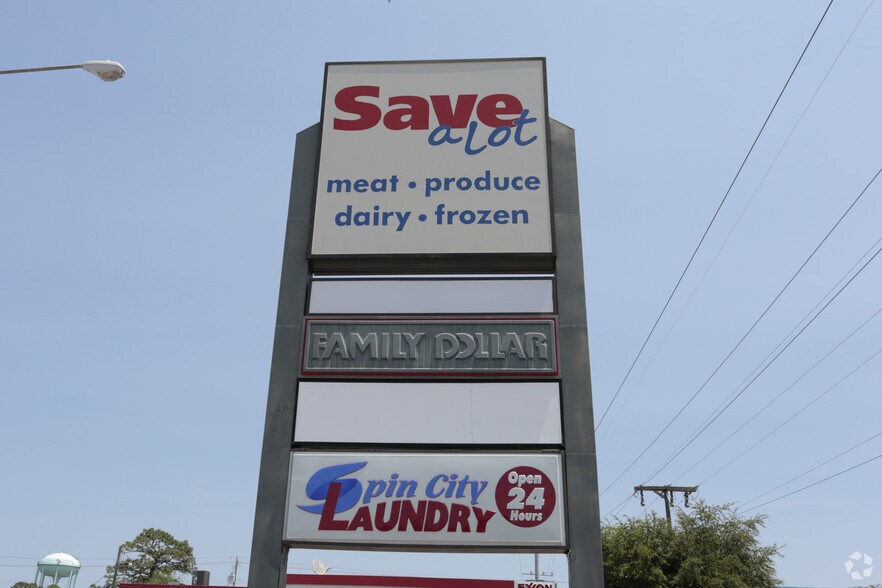 Save
a lot
meat • produce
dairy • frozen
FAMILY DOLLAR
Spin City
LAUNDRY
Open
24
Hours
EXXON